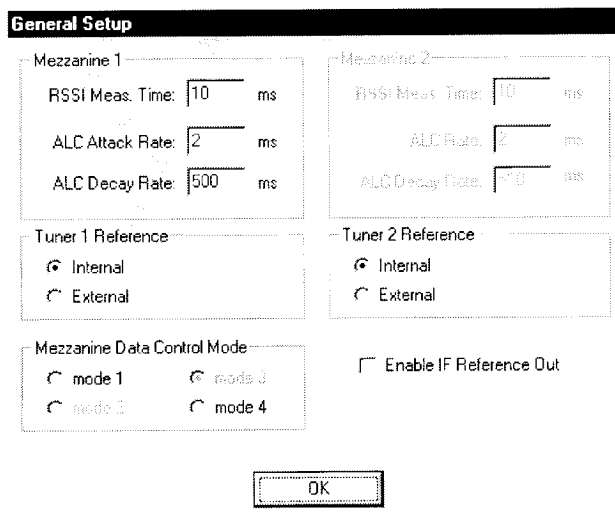 General Setup
Mezzanine 1
RSSI Meas. Time: 10 ms
ALC Attack Rate: 2 ms
ALC Decay Rate: 500 ms
Mezzanine 2
RSSI Meas. Time: 10 ms
ALC Rate: 2
ALC Decay Rate: ms
Tuner 1 Reference
Internal
External
Tuner 2 Reference
Internal
External
Mezzanine Data Control Mode
mode 1
mode
mode
mode 4
Enable IF Reference Out
OK